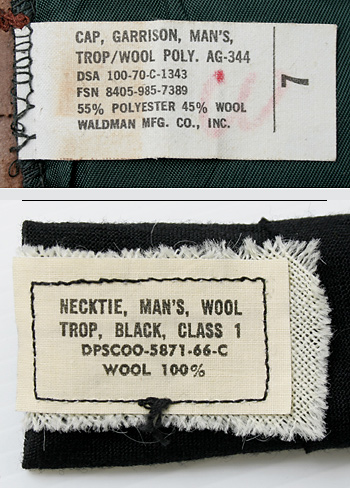 CAP, GARRISON, MAN'S,
TROP/WOOL POLY. AG-344
DSA 100-70-C-1343
FSN 8405-985-7389
55% POLYESTER 45% WOOL
WALDMAN MFG. CO., INC.
7
NECKTIE, MAN'S, WOOL
TROP, BLACK, CLASS 1
DPSCOO-5871-66-C
WOOL 100%